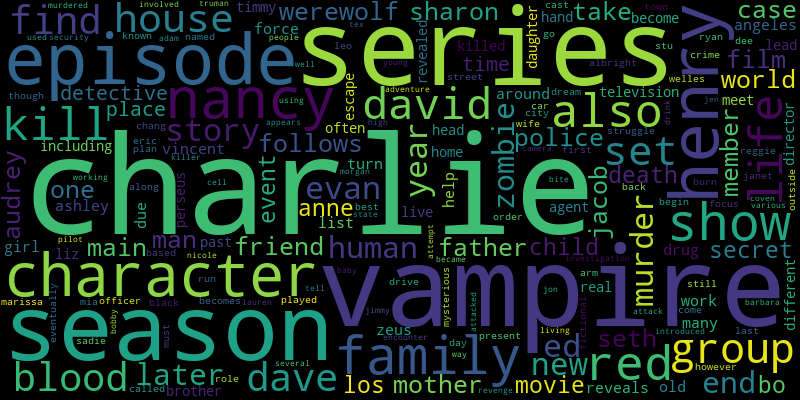 find house werewolf sharon take case
timmy force hand become angeles
murdered involved truman tex cast town
used security known adam named people leo go stu ryan dee lead
episode series henry film
revealed killed time daughter albright crime
though detective nancy well young street welles world
kill place escape david around television also meet
chang using adventure car city jen
story often year zombie wife dream drink member director
including vincent eric plan appears high head police struggle reggie
audrey killer follows turn home camera first set life
charlie
one working along perseus event cell morgan help bite death janet
ashley due evan best live agent jacob back burn focus coven various outside
anne list state order begin
girl pilot liz man past friend human father child murder show
main based nicole attempt became drug secret
character run baby mysterious investigation arm still different
vampire
marissa mia officer black becomes lauren tell drive zeus real work barbara
eventually bobby played jimmy attacked jon attack come many
season sadie must encounter day present living fictional introduced last
family way ed seth group
several however
blood later dave los mother movie new red end bo
called brother role revenge reveals old